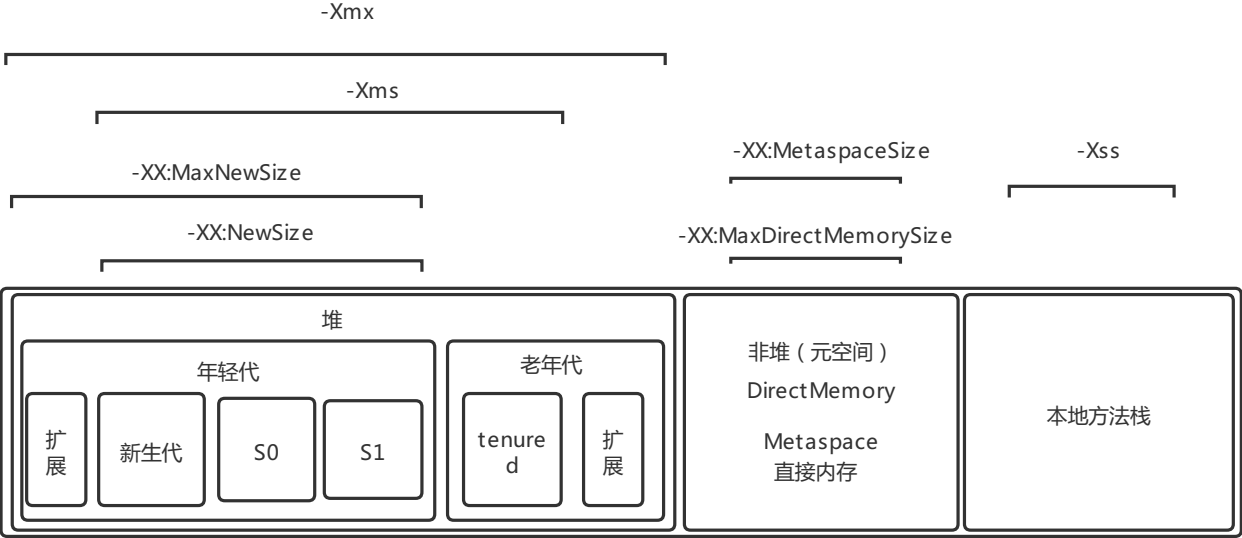 -Xmx
-Xms
-XX:MetaspaceSize
-Xss
-XX:MaxNewSize
-XX:NewSize
-XX:MaxDirectMemorySize
堆
年轻代
老年代
扩
展
新生代
S0
S1
tenure
d
扩
展
非堆（元空间）
DirectMemory
Metaspace
直接内存
本地方法栈